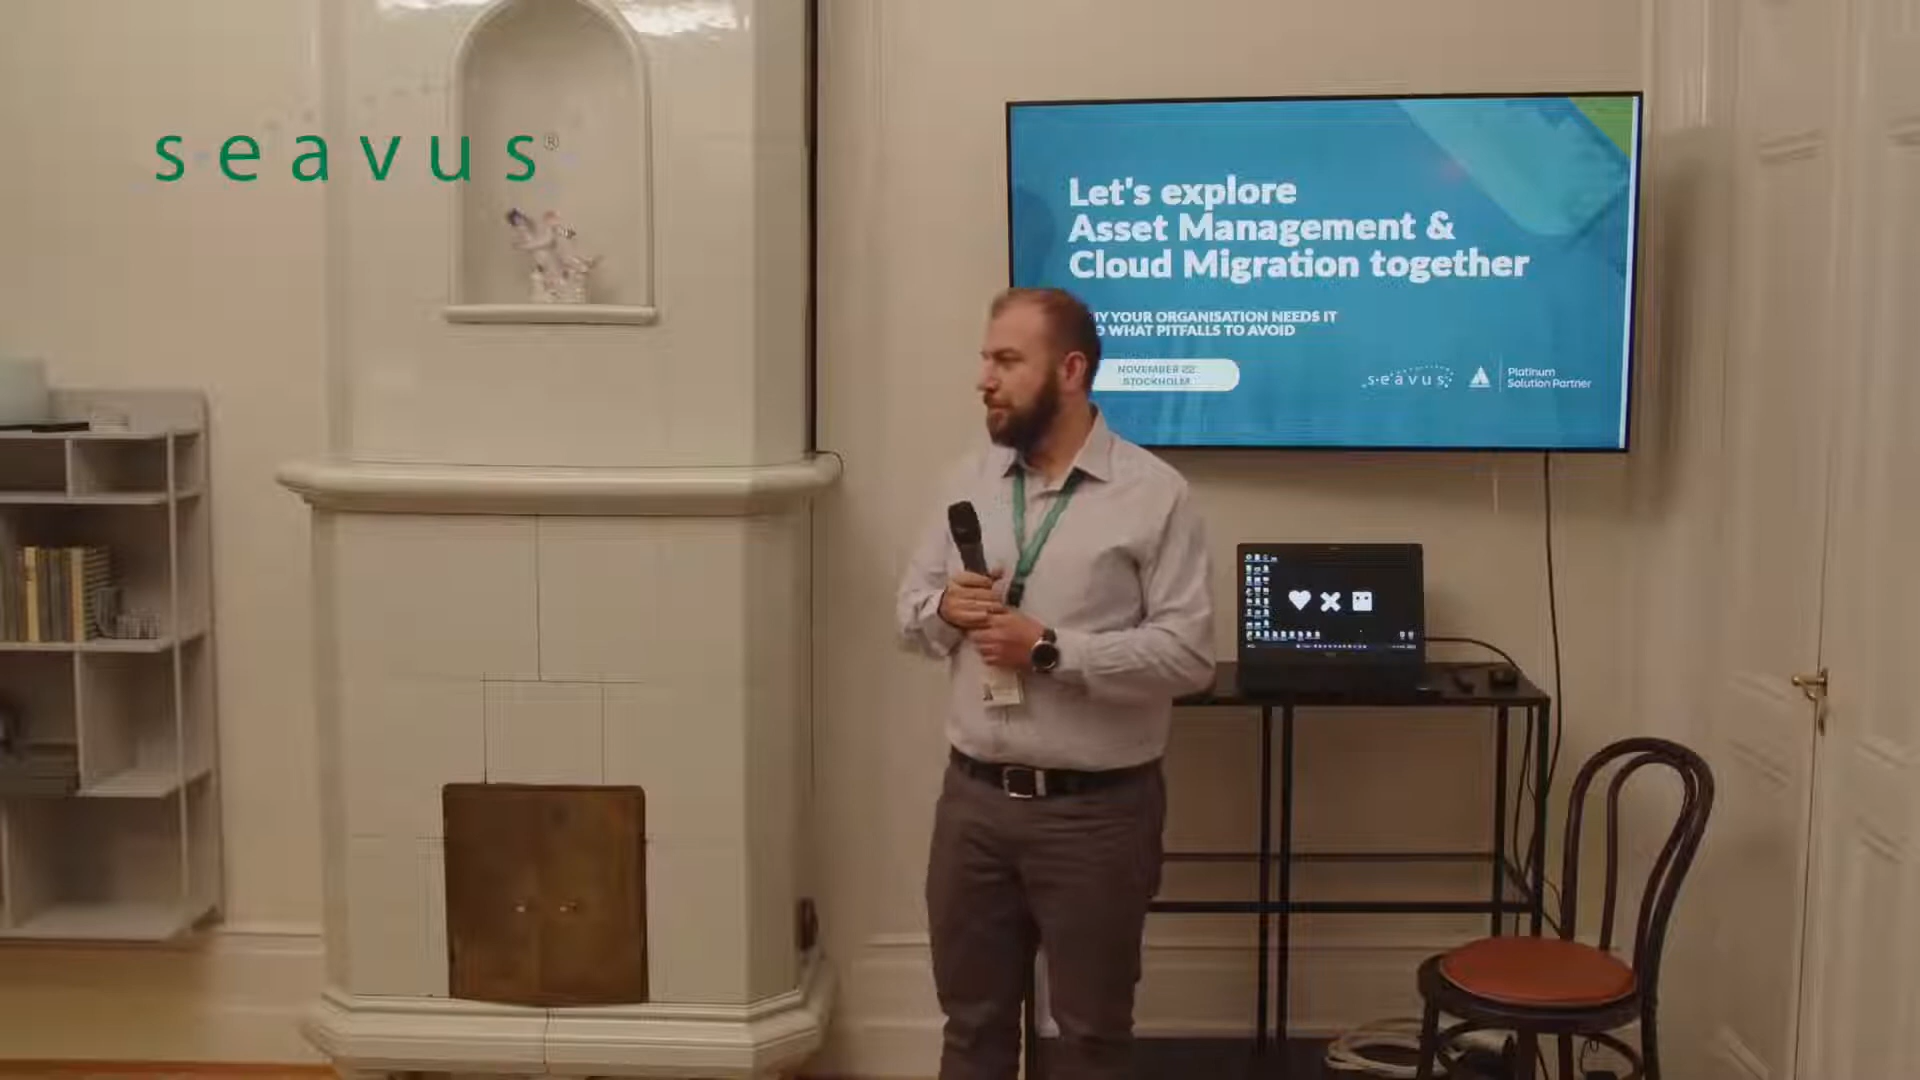 seavus®
Let's explore
Asset Management &
Cloud Migration together
YOUR ORGANISATION NEEDS IT
WHAT PITFALLS TO AVOID
NOVEMBER 22
STOCKHOLM
seavus
Platinum
Solution Partner